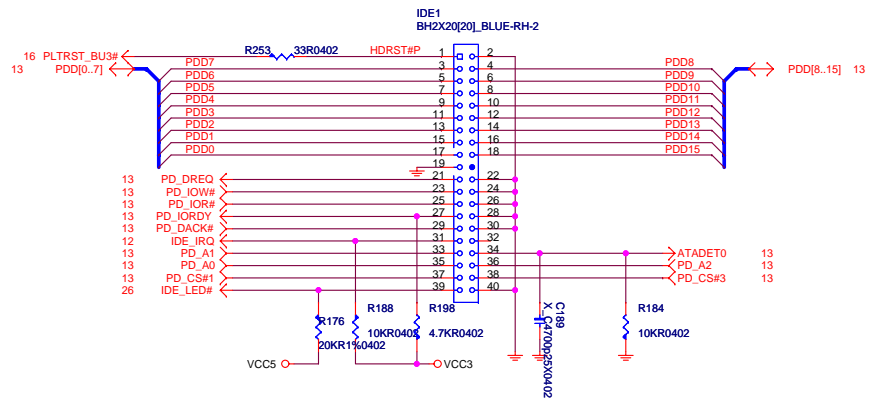 IDE1
BH2X20[20]_BLUE-RH-2
16 PLTRST_BU3# R253 33R0402 HDRST#P 1 2
13 PDD[0..7] PDD7 3 4 PDD8 PDD[8..15] 13
PDD6 5 6 PDD9
PDD5 7 8 PDD10
PDD4 9 10 PDD11
PDD3 11 12 PDD12
PDD2 13 14 PDD13
PDD1 15 16 PDD14
PDD0 17 18 PDD15
19
13 PD_DREQ 21 22
13 PD_IOW# 23 24
13 PD_IOR# 25 26
13 PD_IORDY 27 28
13 PD_DACK# 29 30
12 IDE_IRQ 31 32
13 PD_A1 33 34 ATADET0 13
13 PD_A0 35 36 PD_A2 13
13 PD_CS#1 37 38 PD_CS#3 13
26 IDE_LED# 39 40
R176
20KR1%0402
R188
10KR0402
R198
4.7KR0402
C189
X_C4700p25X0402
R184
10KR0402
VCC5 VCC3